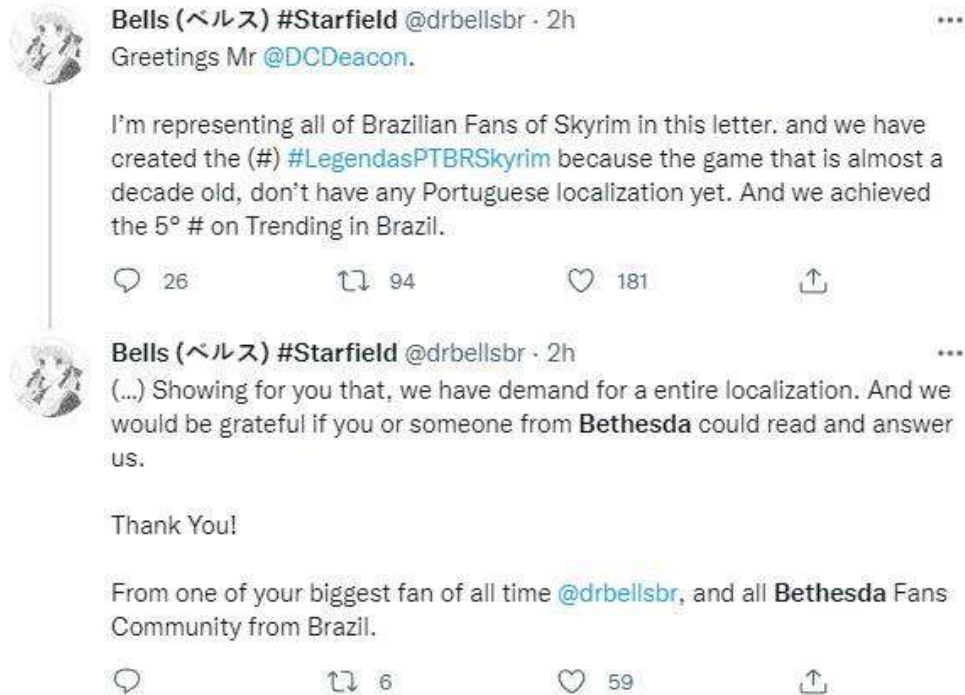 Bells (ベルス) #Starfield @drbellsbr · 2h
Greetings Mr @DCDeacon.
I'm representing all of Brazilian Fans of Skyrim in this letter. and we have
created the (#) #LegendasPTBRSkyrim because the game that is almost a
decade old, don't have any Portuguese localization yet. And we achieved
the 5° # on Trending in Brazil.
26 94 181
Bells (ベルス) #Starfield @drbellsbr · 2h
(...) Showing for you that, we have demand for a entire localization. And we
would be grateful if you or someone from Bethesda could read and answer
us.
Thank You!
From one of your biggest fan of all time @drbellsbr, and all Bethesda Fans
Community from Brazil.
6 59